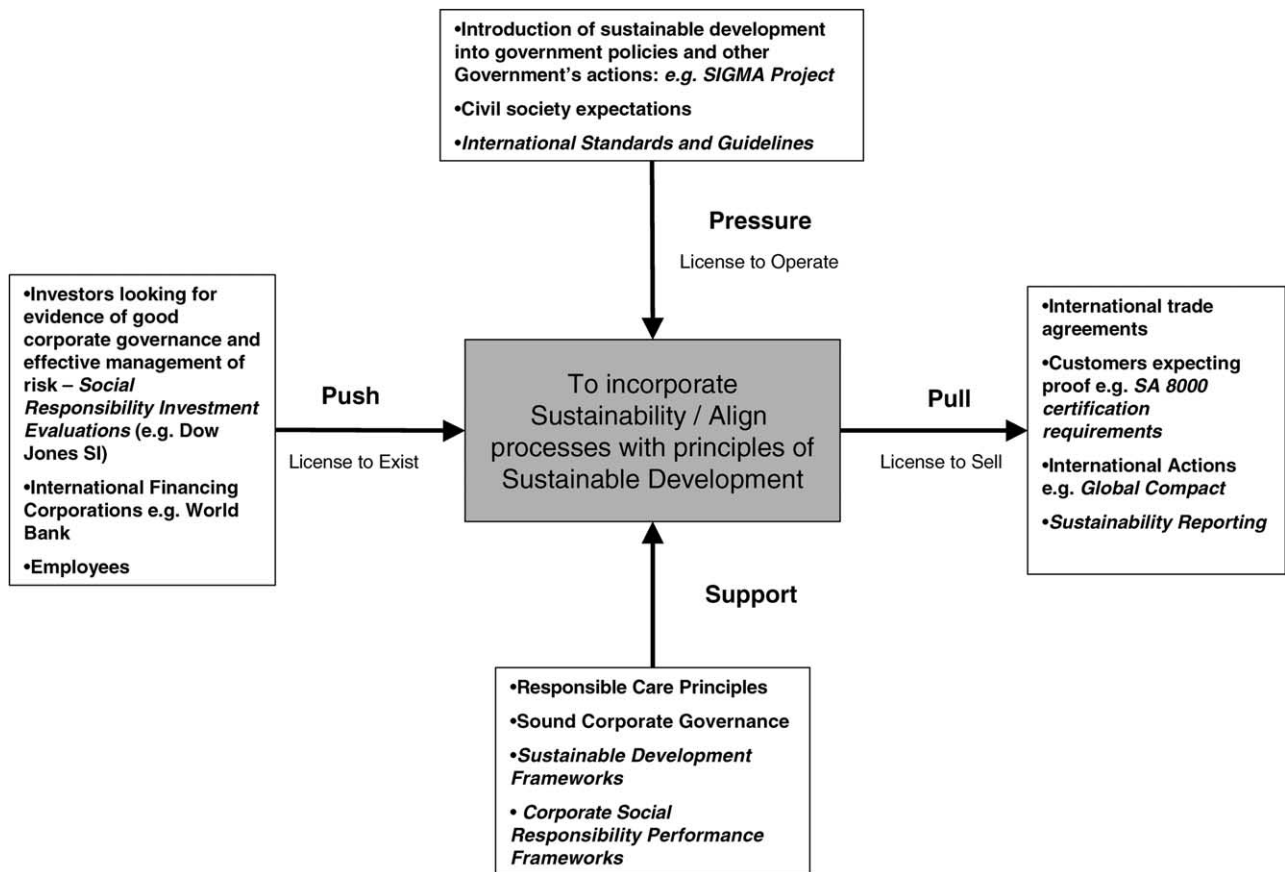 •Introduction of sustainable development
into government policies and other
Government's actions: e.g. SIGMA Project
•Civil society expectations
•International Standards and Guidelines
Pressure
License to Operate
•Investors looking for
evidence of good
corporate governance and
effective management of
risk – Social
Responsibility Investment
Evaluations (e.g. Dow
Jones SI)
•International Financing
Corporations e.g. World
Bank
•Employees
Push
License to Exist
To incorporate
Sustainability / Align
processes with principles of
Sustainable Development
Pull
License to Sell
•International trade
agreements
•Customers expecting
proof e.g. SA 8000
certification
requirements
•International Actions
e.g. Global Compact
•Sustainability Reporting
Support
•Responsible Care Principles
•Sound Corporate Governance
•Sustainable Development
Frameworks
• Corporate Social
Responsibility Performance
Frameworks